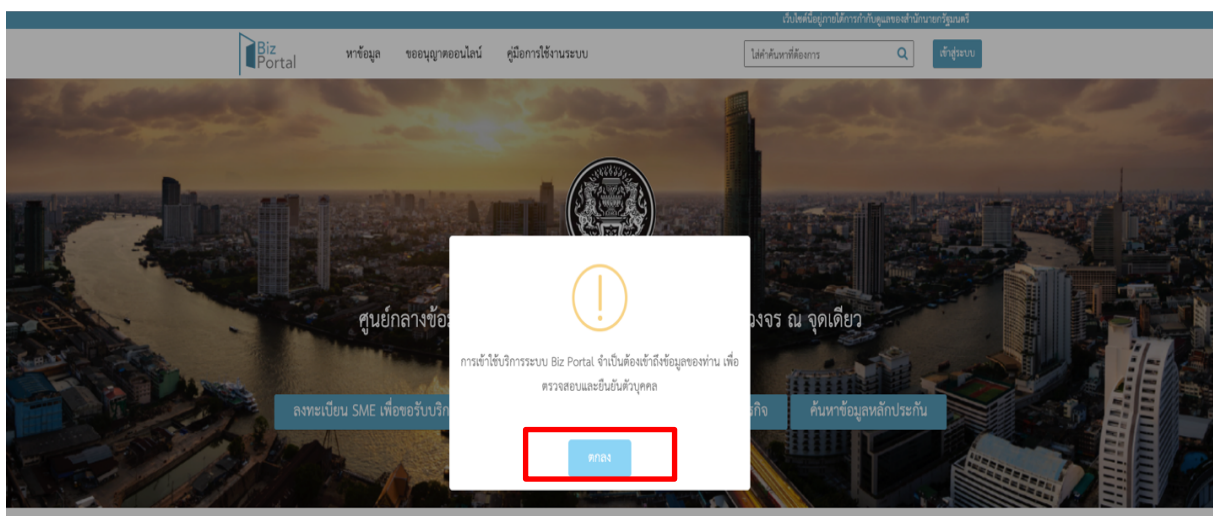 เว็บไซต์นี้อยู่ภายใต้การกำกับดูแลของสำนักนายกรัฐมนตรี
Biz
Portal
หาข้อมูล ขออนุญาตออนไลน์ คู่มือการใช้งานระบบ ใส่คำค้นหาที่ต้องการ เข้าสู่ระบบ
ศูนย์กลางข้อ วงจร ณ จุดเดียว
การเข้าใช้บริการระบบ Biz Portal จำเป็นต้องเข้าถึงข้อมูลของท่าน เพื่อ
ตรวจสอบและยืนยันตัวบุคคล
ลงทะเบียน SME เพื่อขอรับบริก รกิจ ค้นหาข้อมูลหลักประกัน
ตกลง